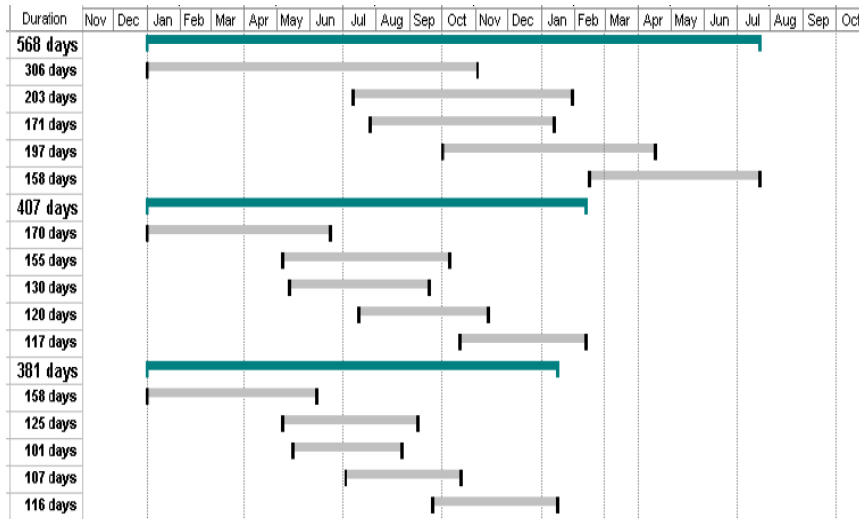 Duration Nov Dec Jan Feb Mar Apr May Jun Jul Aug Sep Oct Nov Dec Jan Feb Mar Apr May Jun Jul Aug Sep Oct
568 days
306 days
203 days
171 days
197 days
158 days
407 days
170 days
155 days
130 days
120 days
117 days
381 days
158 days
125 days
101 days
107 days
116 days